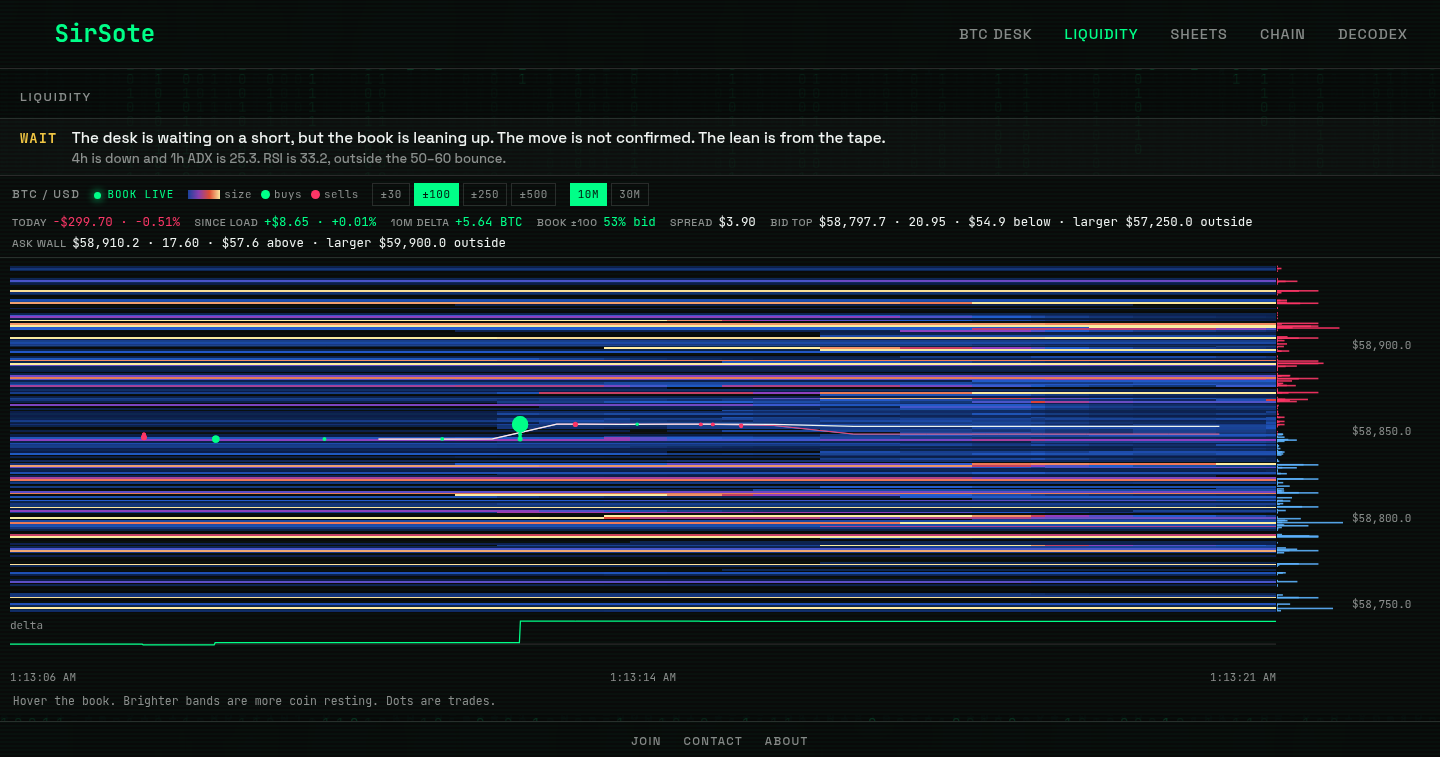 SirSote
BTC DESK LIQUIDITY SHEETS CHAIN DECODEX
LIQUIDITY
WAIT The desk is waiting on a short, but the book is leaning up. The move is not confirmed. The lean is from the tape.
4h is down and 1h ADX is 25.3. RSI is 33.2, outside the 50–60 bounce.
BTC / USD BOOK LIVE size buys sells ±30 ±100 ±250 ±500 10M 30M
TODAY -$299.70 · -0.51% SINCE LOAD +$8.65 · +0.01% 10M DELTA +5.64 BTC BOOK ±100 53% bid SPREAD $3.90 BID TOP $58,797.7 · 20.95 · $54.9 below · larger $57,250.0 outside
ASK WALL $58,910.2 · 17.60 · $57.6 above · larger $59,900.0 outside
$58,900.0
$58,850.0
$58,800.0
$58,750.0
delta
1:13:06 AM 1:13:14 AM 1:13:21 AM
Hover the book. Brighter bands are more coin resting. Dots are trades.
JOIN CONTACT ABOUT